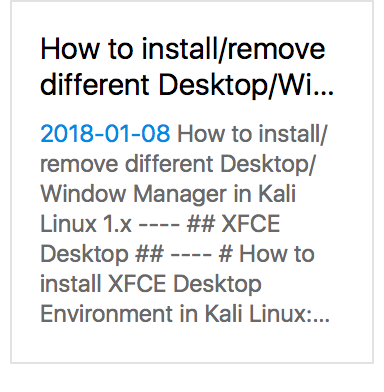 How to install/remove
different Desktop/Wi...
2018-01-08 How to install/
remove different Desktop/
Window Manager in Kali
Linux 1.x ---- ## XFCE
Desktop ## ---- # How to
install XFCE Desktop
Environment in Kali Linux:...